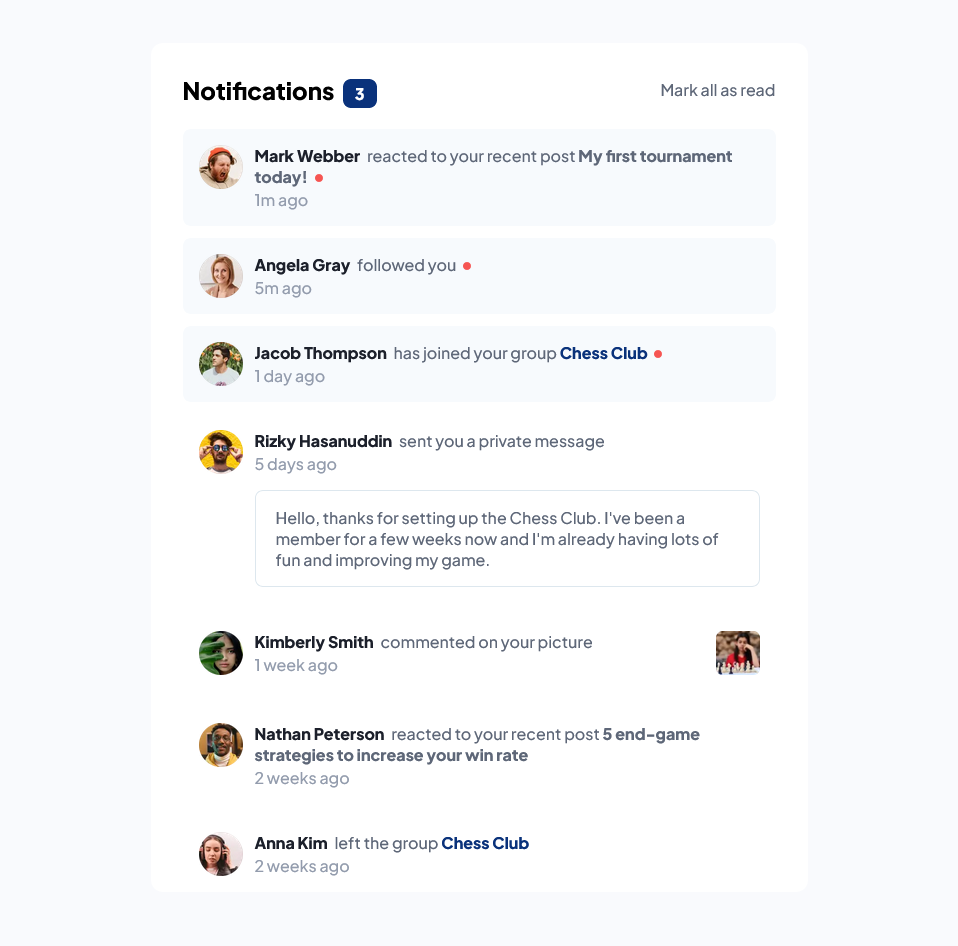 Notifications 3
Mark all as read
Mark Webber reacted to your recent post My first tournament
today!
1m ago
Angela Gray followed you
5m ago
Jacob Thompson has joined your group Chess Club
1 day ago
Rizky Hasanuddin sent you a private message
5 days ago
Hello, thanks for setting up the Chess Club. I've been a
member for a few weeks now and I'm already having lots of
fun and improving my game.
Kimberly Smith commented on your picture
1 week ago
Nathan Peterson reacted to your recent post 5 end-game
strategies to increase your win rate
2 weeks ago
Anna Kim left the group Chess Club
2 weeks ago